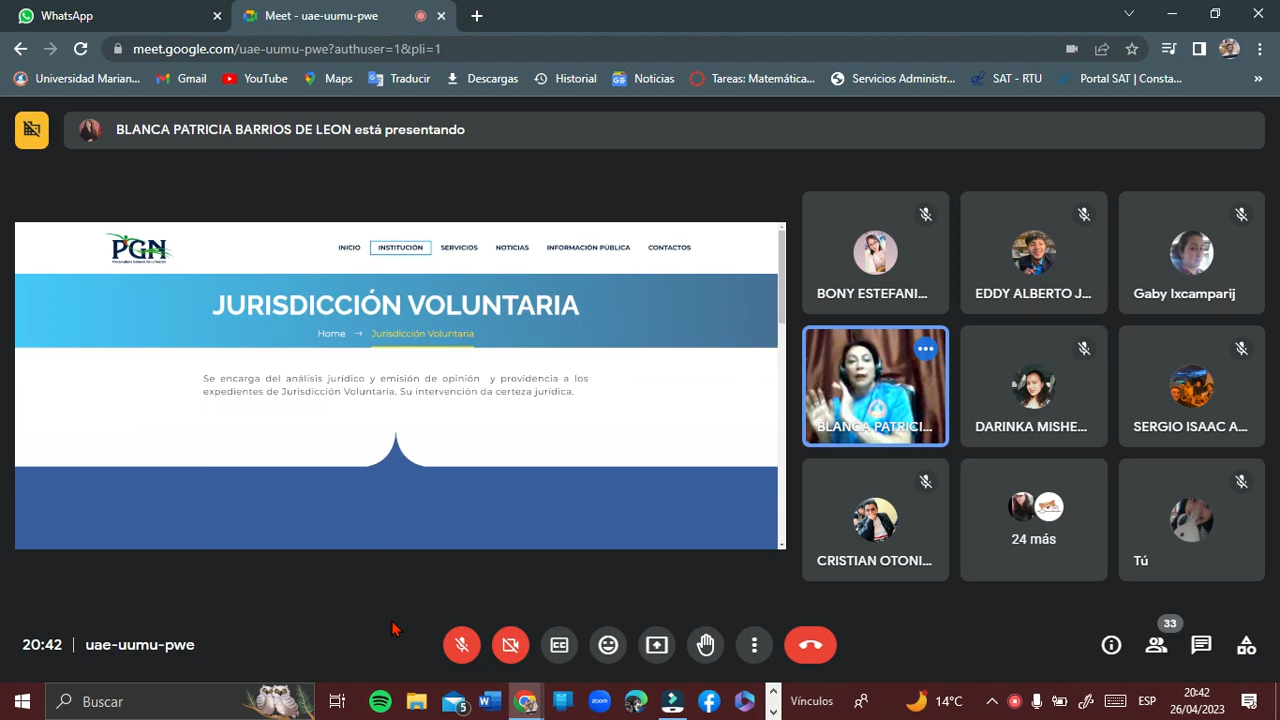 WhatsApp
Meet - uae-uumu-pwe
meet.google.com/uae-uumu-pwe?authuser=1&pli=1
Universidad Marian...
Gmail
YouTube
Maps
Traducir
Descargas
Historial
Noticias
Tareas: Matemática...
Servicios Administr...
SAT - RTU
Portal SAT | Consta...
»
BLANCA PATRICIA BARRIOS DE LEON está presentando
PGN
INICIO
INSTITUCIÓN
SERVICIOS
NOTICIAS
INFORMACIÓN PÚBLICA
CONTACTOS
JURISDICCIÓN VOLUNTARIA
Home → Jurisdicción Voluntaria
Se encarga del análisis jurídico y emisión de opinión y providencia a los
expedientes de Jurisdicción Voluntaria. Su intervención da certeza jurídica.
BONY ESTEFANI...
EDDY ALBERTO J...
Gaby Ixcamparij
BLANCA PATRICI...
DARINKA MISHE...
SERGIO ISAAC A...
CRISTIAN OTONI...
24 más
Tú
20:42 | uae-uumu-pwe
33
Buscar
5
zoom
Vínculos
14°C
ESP
20:42
26/04/2023